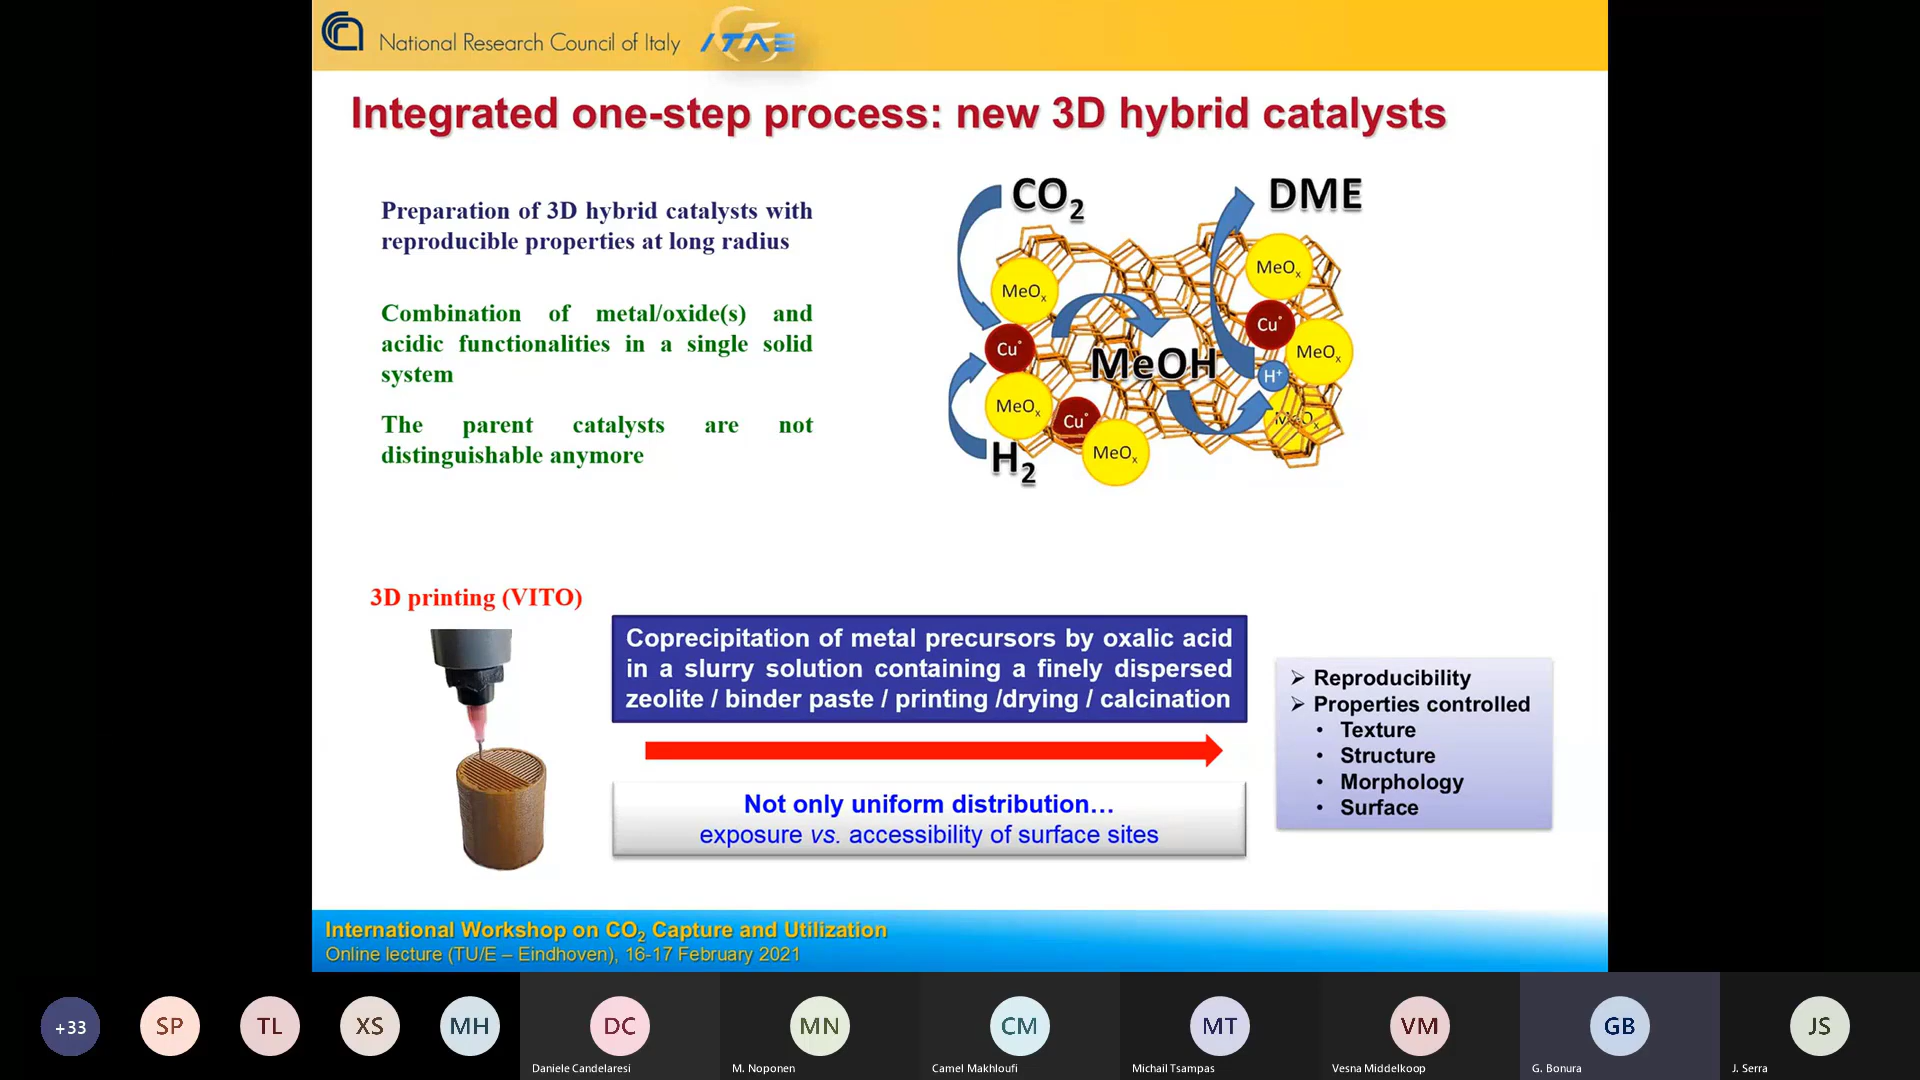 National Research Council of Italy
ITAE
Integrated one-step process: new 3D hybrid catalysts
Preparation of 3D hybrid catalysts with
reproducible properties at long radius
Combination of metal/oxide(s) and
acidic functionalities in a single solid
system
The parent catalysts are not
distinguishable anymore
CO2
DME
MeOx
MeOx
Cu°
Cu°
MeOx
MeOH
H+
MeOx
Cu°
MeOx
MeOx
H2
3D printing (VITO)
Coprecipitation of metal precursors by oxalic acid
in a slurry solution containing a finely dispersed
zeolite / binder paste / printing /drying / calcination
Not only uniform distribution…
exposure vs. accessibility of surface sites
➢ Reproducibility
➢ Properties controlled
• Texture
• Structure
• Morphology
• Surface
International Workshop on CO2 Capture and Utilization
Online lecture (TU/E – Eindhoven), 16-17 February 2021
+33
SP
TL
XS
MH
DC
Daniele Candelaresi
MN
M. Noponen
CM
Camel Makhloufi
MT
Michail Tsampas
VM
Vesna Middelkoop
GB
G. Bonura
JS
J. Serra